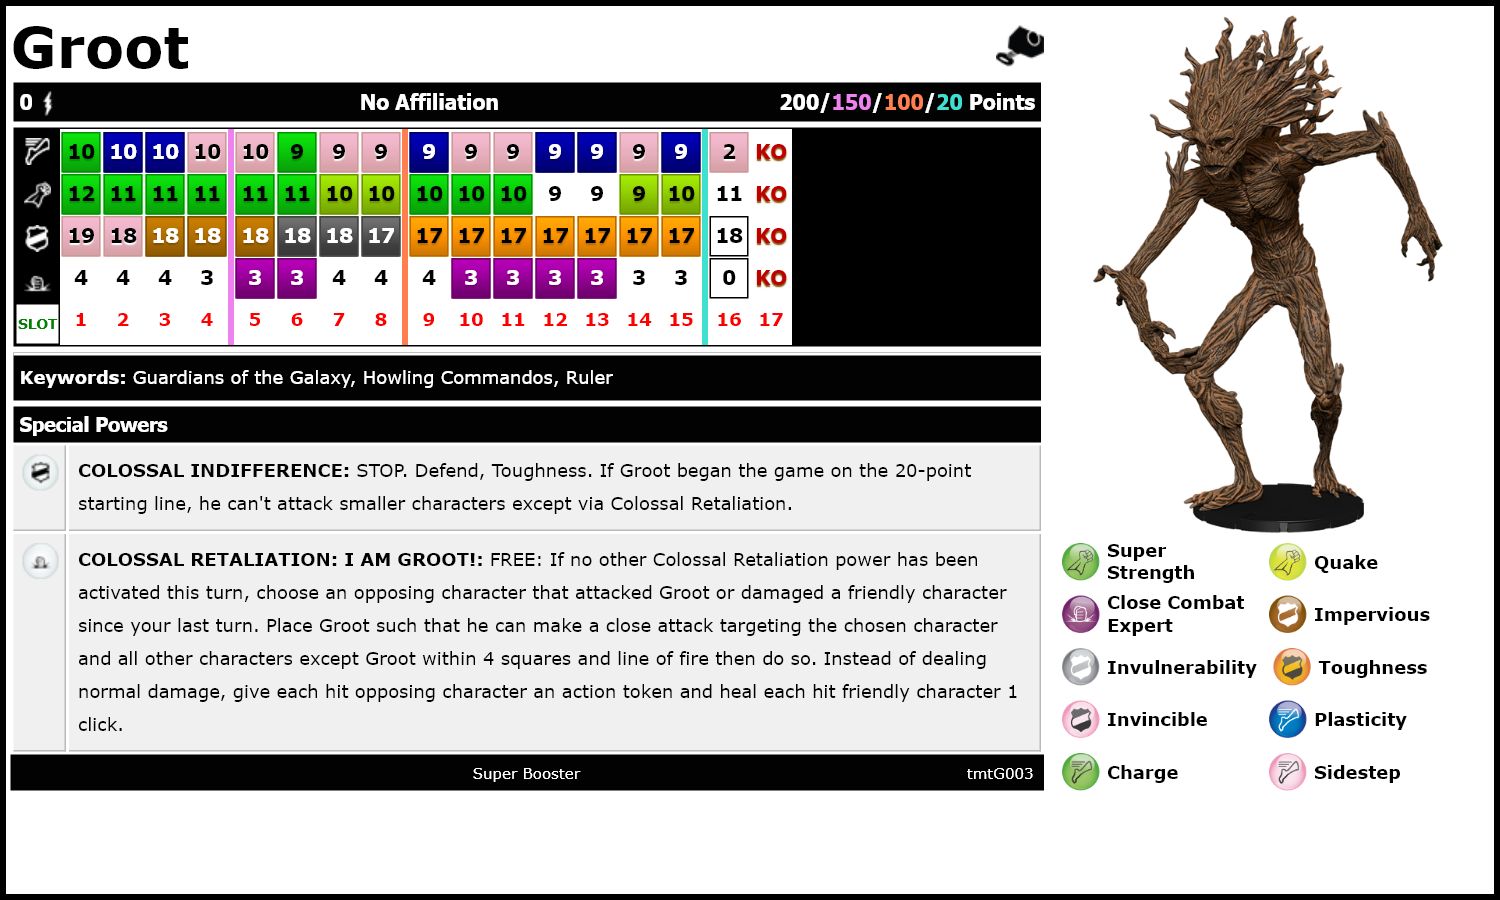 Groot
0 No Affiliation 200/150/100/20 Points
10 10 10 10 10 9 9 9 9 9 9 9 9 9 9 2 KO
12 11 11 11 11 11 10 10 10 10 10 9 9 9 10 11 KO
19 18 18 18 18 18 18 17 17 17 17 17 17 17 17 18 KO
4 4 4 3 3 3 4 4 4 3 3 3 3 3 3 0 KO
SLOT 1 2 3 4 5 6 7 8 9 10 11 12 13 14 15 16 17
Keywords: Guardians of the Galaxy, Howling Commandos, Ruler
Special Powers
COLOSSAL INDIFFERENCE: STOP. Defend, Toughness. If Groot began the game on the 20-point
starting line, he can't attack smaller characters except via Colossal Retaliation.
COLOSSAL RETALIATION: I AM GROOT!: FREE: If no other Colossal Retaliation power has been
activated this turn, choose an opposing character that attacked Groot or damaged a friendly character
since your last turn. Place Groot such that he can make a close attack targeting the chosen character
and all other characters except Groot within 4 squares and line of fire then do so. Instead of dealing
normal damage, give each hit opposing character an action token and heal each hit friendly character 1
click.
Super Booster tmtG003
Super
Strength
Quake
Close Combat
Expert
Impervious
Invulnerability
Toughness
Invincible
Plasticity
Charge
Sidestep